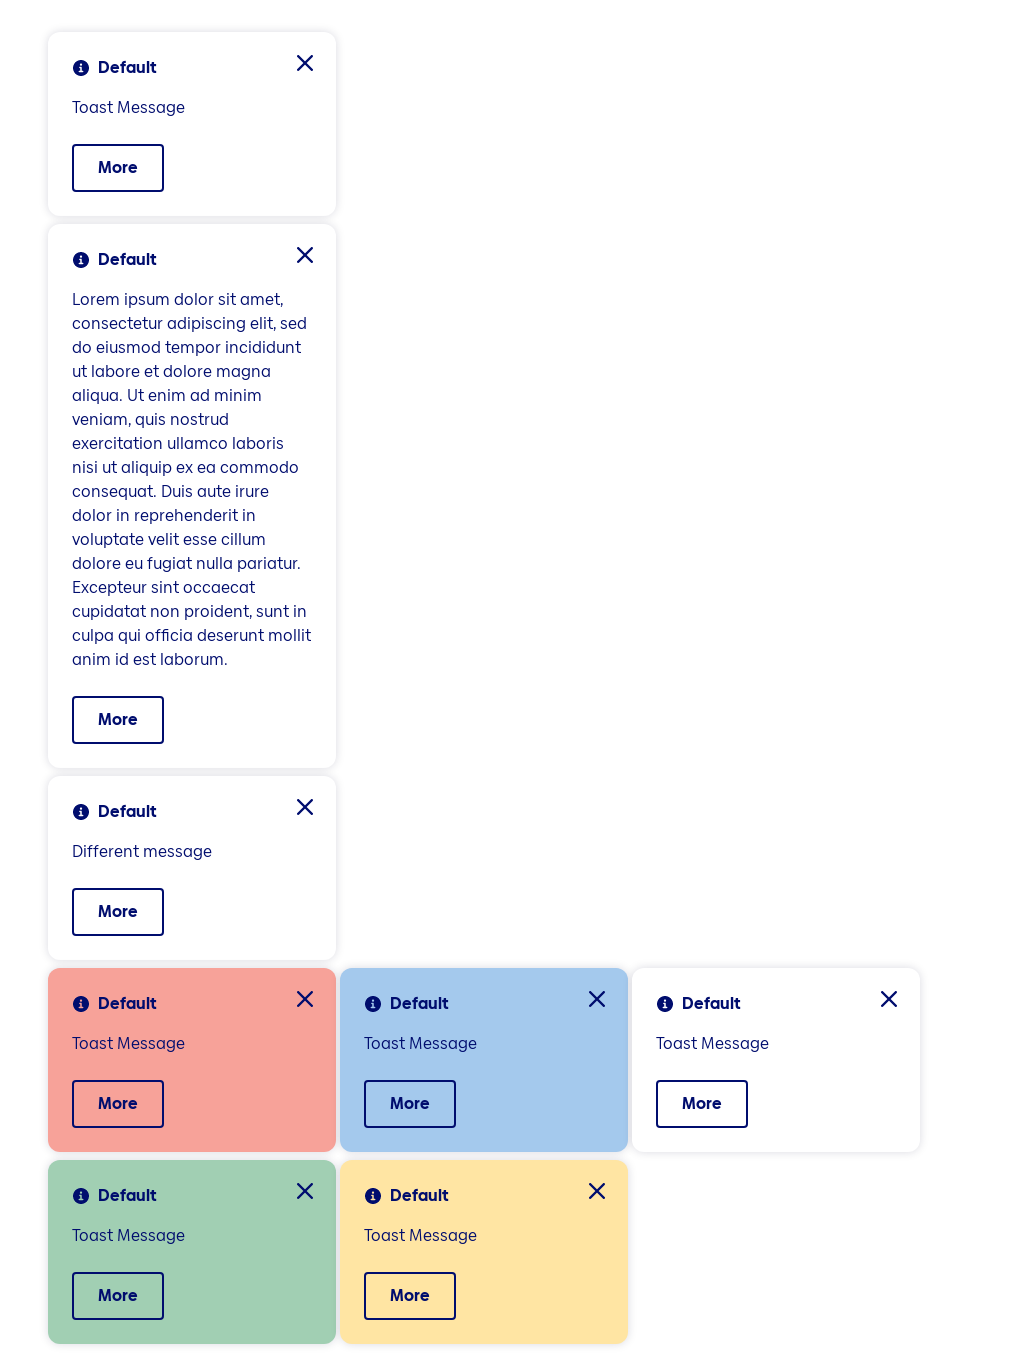 Default
Toast Message
More
Default
Lorem ipsum dolor sit amet,
consectetur adipiscing elit, sed
do eiusmod tempor incididunt
ut labore et dolore magna
aliqua. Ut enim ad minim
veniam, quis nostrud
exercitation ullamco laboris
nisi ut aliquip ex ea commodo
consequat. Duis aute irure
dolor in reprehenderit in
voluptate velit esse cillum
dolore eu fugiat nulla pariatur.
Excepteur sint occaecat
cupidatat non proident, sunt in
culpa qui officia deserunt mollit
anim id est laborum.
More
Default
Different message
More
Default
Toast Message
More
Default
Toast Message
More
Default
Toast Message
More
Default
Toast Message
More
Default
Toast Message
More